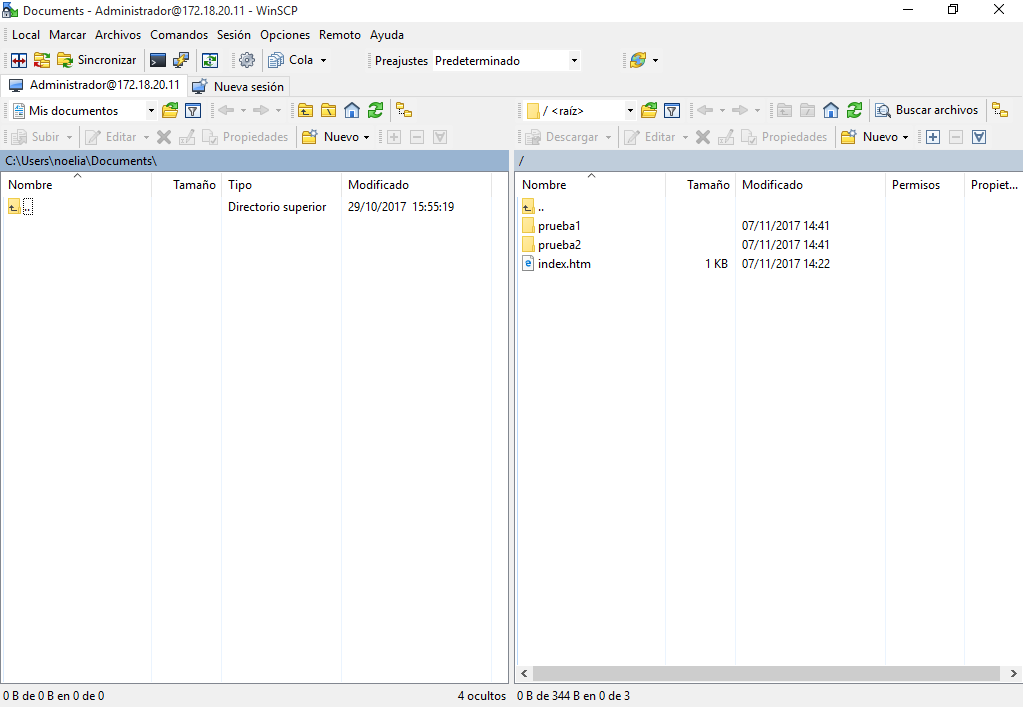 Documents - Administrador@172.18.20.11 - WinSCP
Local Marcar Archivos Comandos Sesión Opciones Remoto Ayuda
Sincronizar Cola Preajustes Predeterminado
Administrador@172.18.20.11 Nueva sesión
Mis documentos / <raíz> Buscar archivos
Subir Editar Propiedades Nuevo Descargar Editar Propiedades Nuevo
C:\Users\noelia\Documents\ /
Nombre Tamaño Tipo Modificado Nombre Tamaño Modificado Permisos Propiet...
.. Directorio superior 29/10/2017 15:55:19 ..
prueba1 07/11/2017 14:41
prueba2 07/11/2017 14:41
index.htm 1 KB 07/11/2017 14:22
0 B de 0 B en 0 de 0 4 ocultos 0 B de 344 B en 0 de 3